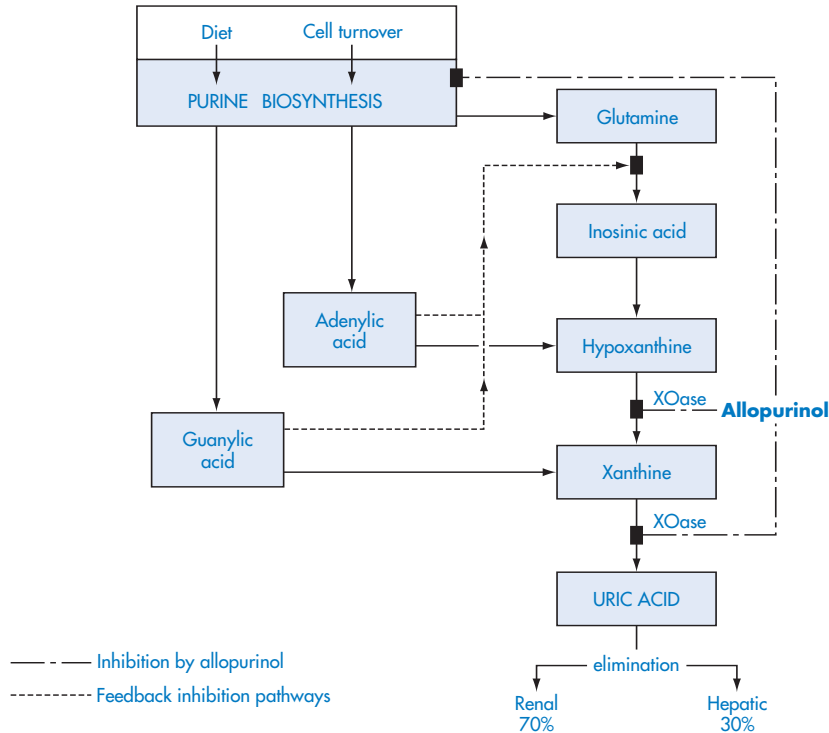 Diet
Cell turnover
PURINE BIOSYNTHESIS
Glutamine
Inosinic acid
Adenylic
acid
Hypoxanthine
XOase
Allopurinol
Guanylic
acid
Xanthine
XOase
URIC ACID
elimination
Renal
70%
Hepatic
30%
Inhibition by allopurinol
Feedback inhibition pathways